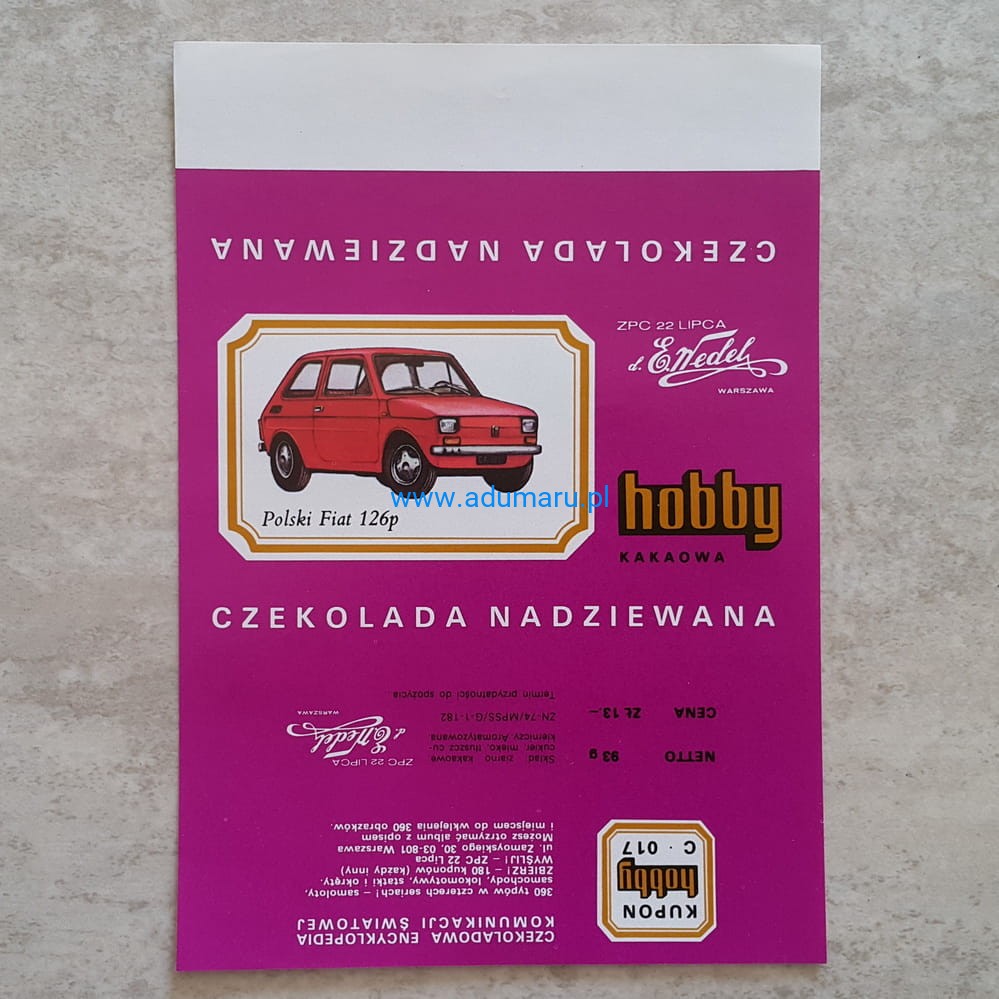 CZEKOLADA NADZIEWANA
ZPC 22 LIPCA
d. E. Wedel
WARSZAWA
Polski Fiat 126p
www.adumaru.pl
hobby
KAKAOWA
CZEKOLADA NADZIEWANA
CZEKOLADOWA ENCYKLOPEDIA
KOMUNIKACJI ŚWIATOWEJ
360 typów w czterech seriach! – samoloty,
samochody, lokomotywy, statki i okręty.
ZBIERZ! – 180 kuponów (każdy inny)
WYŚLIJ! – ZPC 22 Lipca
ul. Zamoyskiego 30, 03-801 Warszawa
Możesz otrzymać album z opisem
i miejscem do wklejenia 360 obrazków.
KUPON
hobby
C · 017
NETTO 93 g
CENA ZŁ 13,–
Skład: ziarno kakaowe
cukier, mleko, tłuszcz cu-
kierniczy. Aromatyzowana
ZN-74/MPSS/G-1-182
Termin przydatności do spożycia..
ZPC 22 LIPCA
d. E. Wedel
WARSZAWA